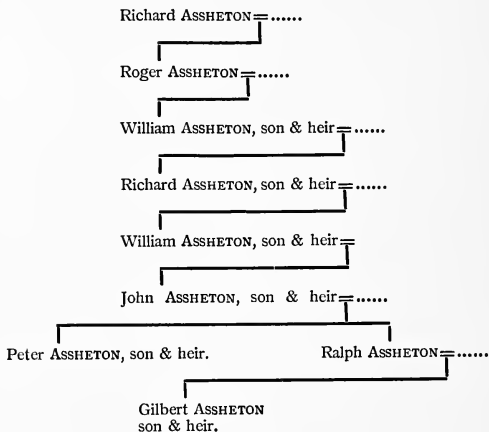 Richard ASSHETON=......
Roger ASSHETON=......
William ASSHETON, son & heir=......
Richard ASSHETON, son & heir=......
William ASSHETON, son & heir=
John ASSHETON, son & heir=......
Peter ASSHETON, son & heir. Ralph ASSHETON=......
Gilbert ASSHETON
son & heir.